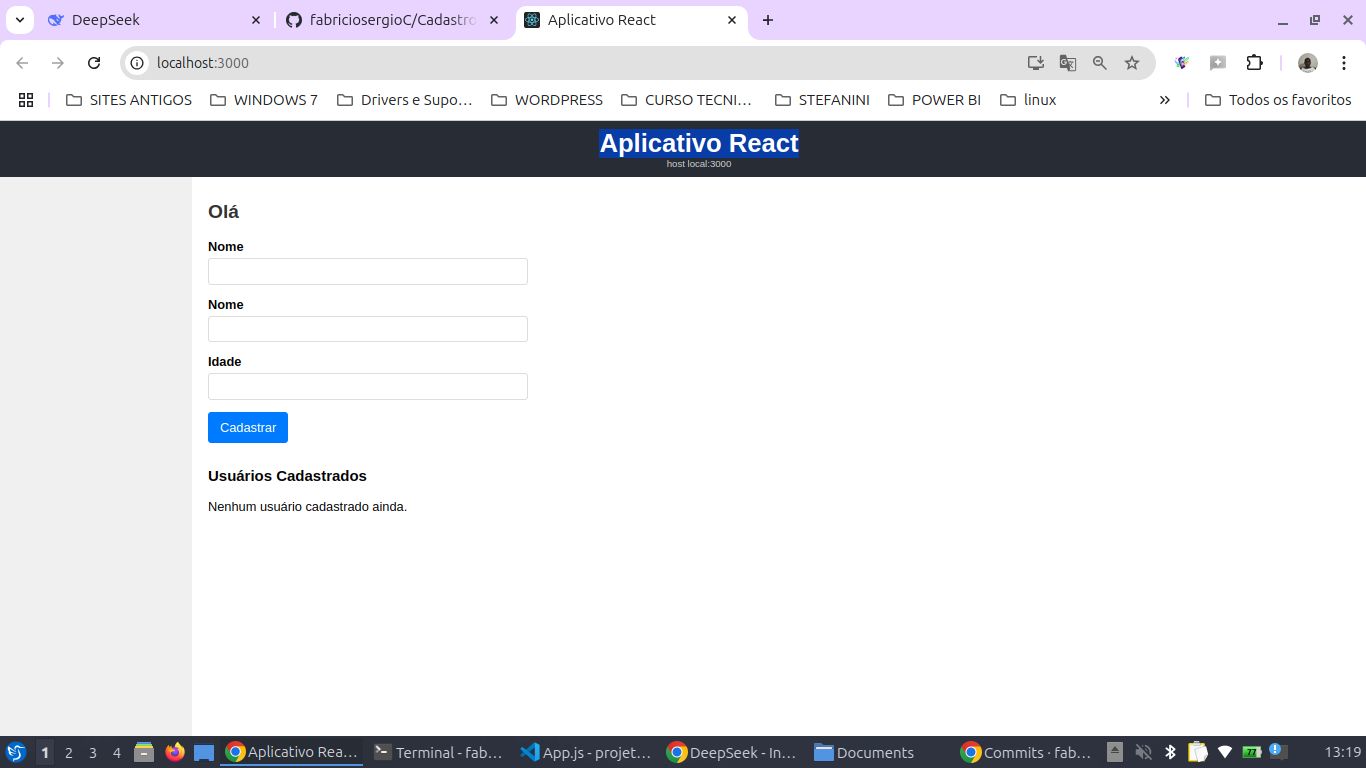 DeepSeek
fabriciosergioC/Cadastro
Aplicativo React
localhost:3000
SITES ANTIGOS
WINDOWS 7
Drivers e Supo…
WORDPRESS
CURSO TECNI…
STEFANINI
POWER BI
linux
Todos os favoritos
Aplicativo React
host local:3000
Olá
Nome
Nome
Idade
Cadastrar
Usuários Cadastrados
Nenhum usuário cadastrado ainda.
1 2 3 4
Aplicativo Rea…
Terminal - fab…
App.js - projet…
DeepSeek - In…
Documents
Commits · fab…
77
13:19